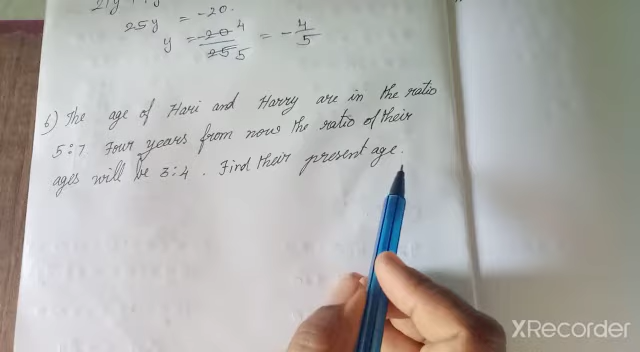 25y = -20.
y = -20 4 / 25 5 = -4/5
6) The age of Hari and Harry are in the ratio
5:7 Four years from now the ratio of their
ages will be 3:4. Find their present age.
XRecorder